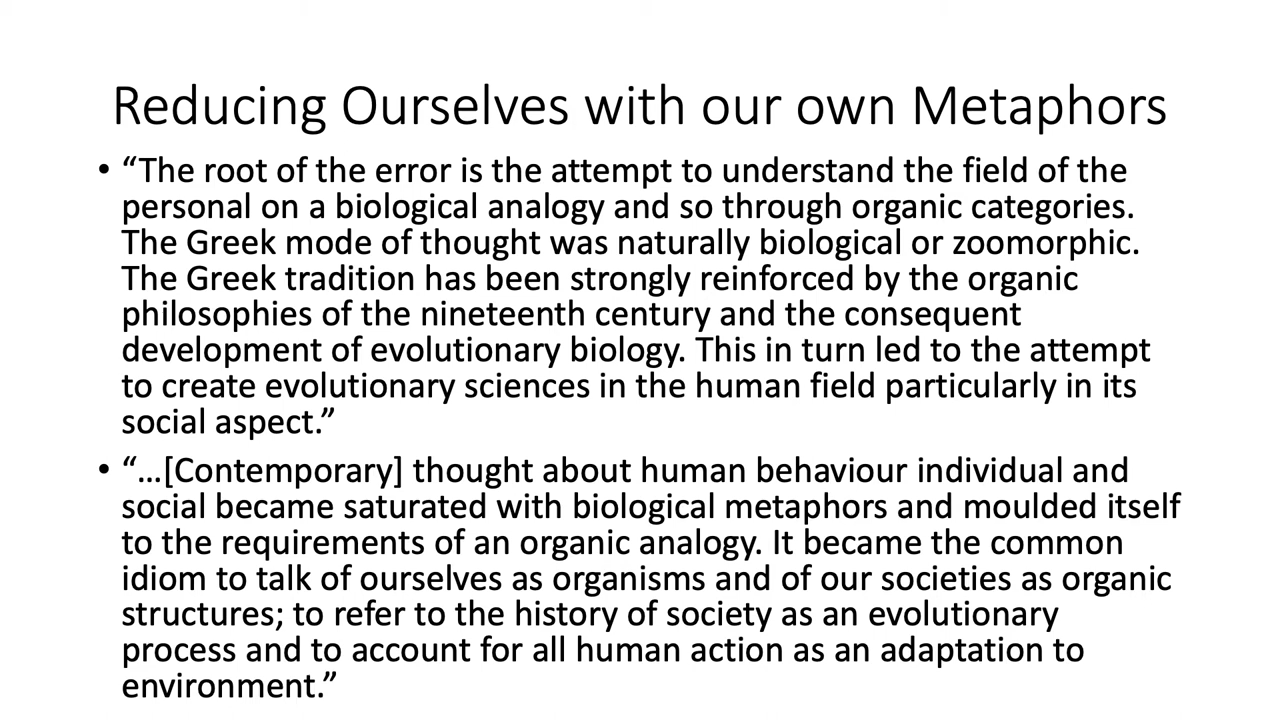 Reducing Ourselves with our own Metaphors
• “The root of the error is the attempt to understand the field of the
personal on a biological analogy and so through organic categories.
The Greek mode of thought was naturally biological or zoomorphic.
The Greek tradition has been strongly reinforced by the organic
philosophies of the nineteenth century and the consequent
development of evolutionary biology. This in turn led to the attempt
to create evolutionary sciences in the human field particularly in its
social aspect.”
• “…[Contemporary] thought about human behaviour individual and
social became saturated with biological metaphors and moulded itself
to the requirements of an organic analogy. It became the common
idiom to talk of ourselves as organisms and of our societies as organic
structures; to refer to the history of society as an evolutionary
process and to account for all human action as an adaptation to
environment.”